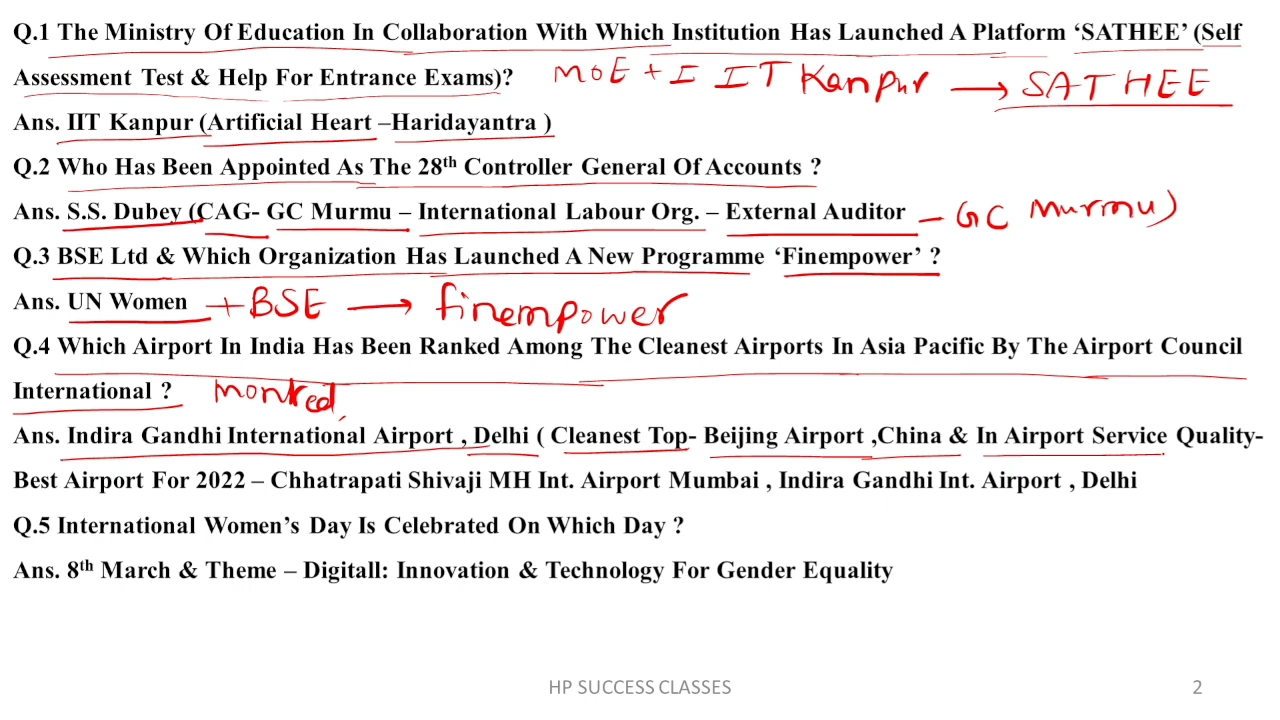 Q.1 The Ministry Of Education In Collaboration With Which Institution Has Launched A Platform ‘SATHEE’ (Self
Assessment Test & Help For Entrance Exams)? MOE + I IIT Kanpur → SATHEE
Ans. IIT Kanpur (Artificial Heart –Haridayantra )
Q.2 Who Has Been Appointed As The 28th Controller General Of Accounts ?
Ans. S.S. Dubey (CAG- GC Murmu – International Labour Org. – External Auditor – GC Murmu)
Q.3 BSE Ltd & Which Organization Has Launched A New Programme ‘Finempower’ ?
Ans. UN Women + BSE → finempower
Q.4 Which Airport In India Has Been Ranked Among The Cleanest Airports In Asia Pacific By The Airport Council
International ?
Ans. Indira Gandhi International Airport , Delhi ( Cleanest Top- Beijing Airport ,China & In Airport Service Quality-
Best Airport For 2022 – Chhatrapati Shivaji MH Int. Airport Mumbai , Indira Gandhi Int. Airport , Delhi
Q.5 International Women’s Day Is Celebrated On Which Day ?
Ans. 8th March & Theme – Digitall: Innovation & Technology For Gender Equality
HP SUCCESS CLASSES 2